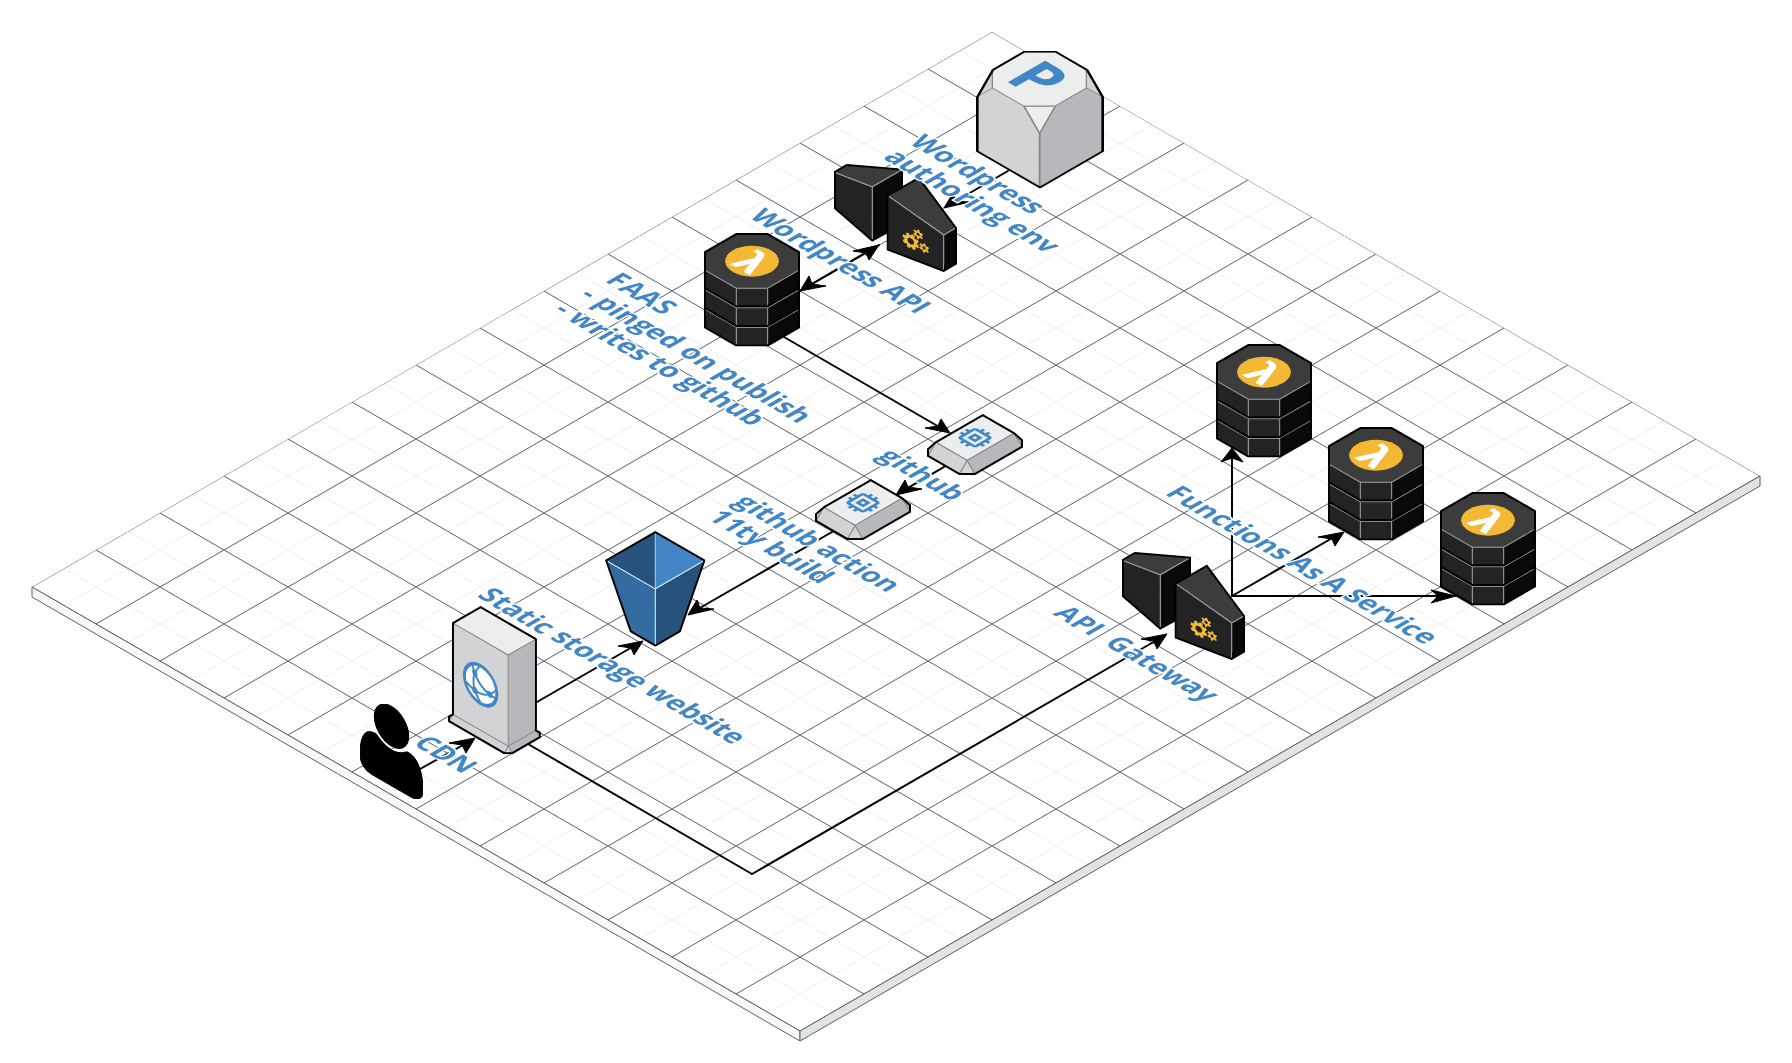 P
Wordpress
authoring env
Wordpress API
λ
FAAS
- pinged on publish
- writes to github
github
github action
11ty build
Static storage website
CDN
λ
λ
λ
Functions As A Service
API Gateway